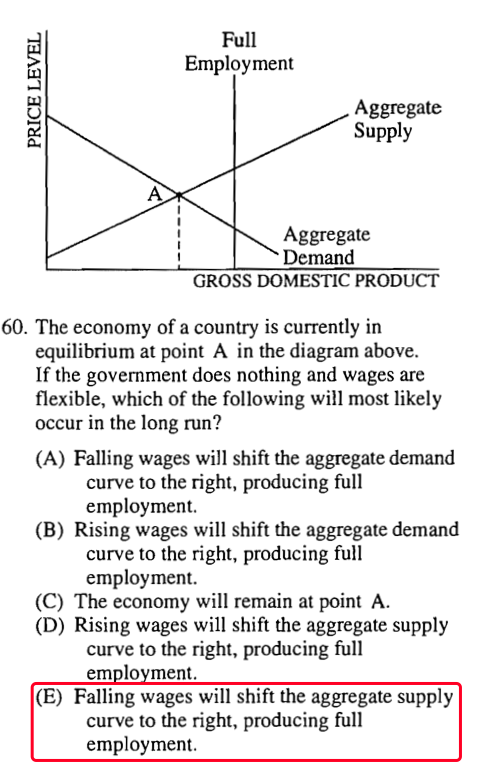 PRICE LEVEL
Full
Employment
Aggregate
Supply
A
Aggregate
Demand
GROSS DOMESTIC PRODUCT
60. The economy of a country is currently in
equilibrium at point A in the diagram above.
If the government does nothing and wages are
flexible, which of the following will most likely
occur in the long run?
(A) Falling wages will shift the aggregate demand
curve to the right, producing full
employment.
(B) Rising wages will shift the aggregate demand
curve to the right, producing full
employment.
(C) The economy will remain at point A.
(D) Rising wages will shift the aggregate supply
curve to the right, producing full
employment.
(E) Falling wages will shift the aggregate supply
curve to the right, producing full
employment.